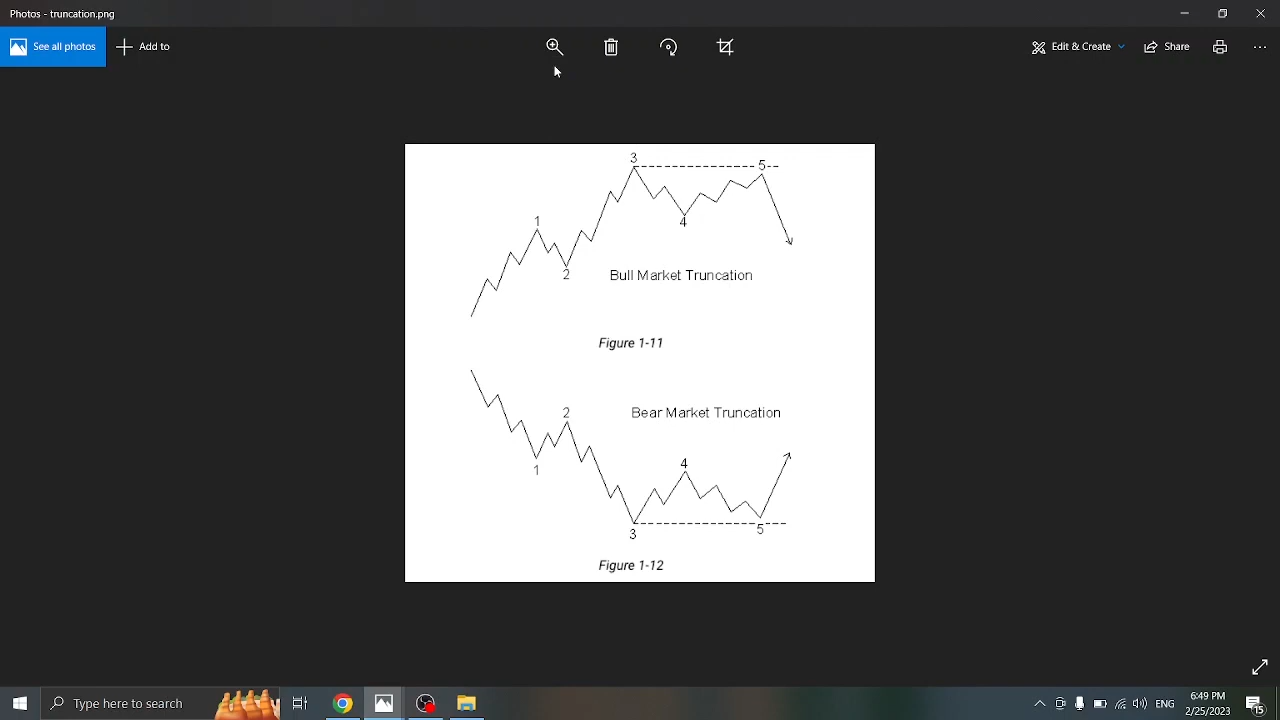 Photos - truncation.png
See all photos
Add to
Edit & Create
Share
3
5
1
4
2
Bull Market Truncation
Figure 1-11
2
Bear Market Truncation
4
1
3
5
Figure 1-12
Type here to search
ENG
6:49 PM
2/25/2023
15